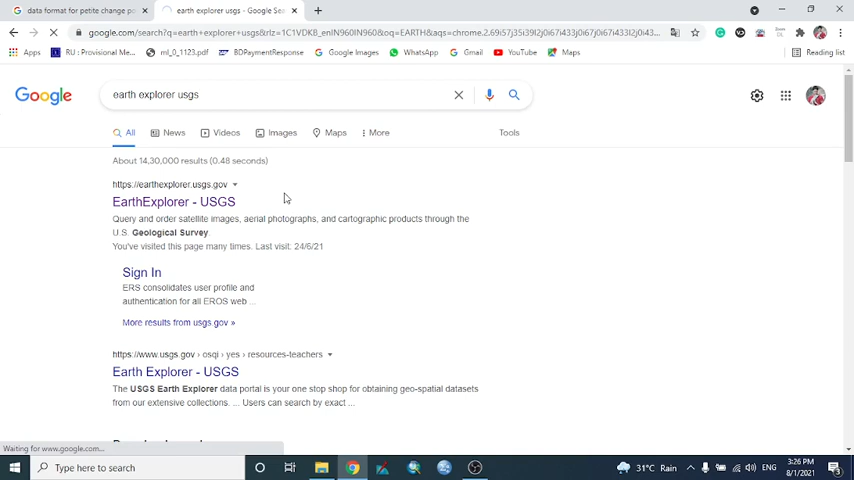 data format for petite change po
earth explorer usgs - Google Sea
google.com/search?q=earth+explorer+usgs&rlz=1C1VDKB_enIN960IN960&oq=EARTH&aqs=chrome.2.69i57j35i39l2j0i67i433j0i67j0i433l2j0i433l3...
Apps
RU : Provisional Me...
ml_0_1123.pdf
BDPaymentResponse
Google Images
WhatsApp
Gmail
YouTube
Maps
Reading list
Google
earth explorer usgs
All
News
Videos
Images
Maps
More
Tools
About 14,30,000 results (0.48 seconds)
https://earthexplorer.usgs.gov
EarthExplorer - USGS
Query and order satellite images, aerial photographs, and cartographic products through the
U.S. Geological Survey.
You've visited this page many times. Last visit: 24/6/21
Sign In
ERS consolidates user profile and
authentication for all EROS web ...
More results from usgs.gov »
https://www.usgs.gov › osqi › yes › resources-teachers
Earth Explorer - USGS
The USGS Earth Explorer data portal is your one stop shop for obtaining geo-spatial datasets
from our extensive collections. ... Users can search by exact ...
Waiting for www.google.com...
Type here to search
31°C Rain
ENG
3:26 PM
8/1/2021
3